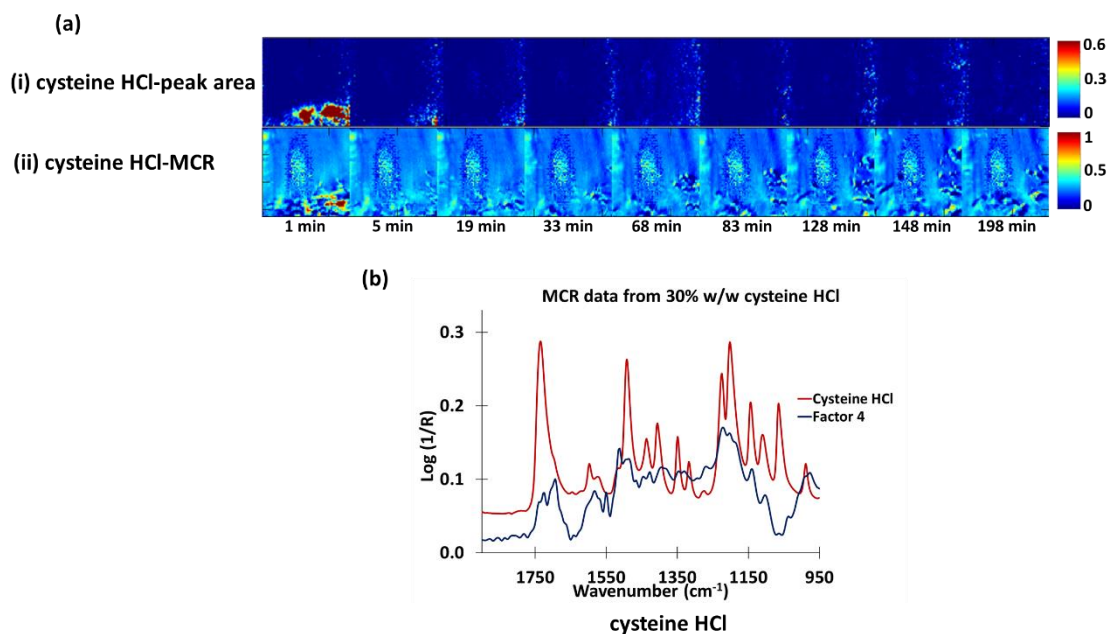 (a)
(i) cysteine HCl-peak area
0.6
0.3
0
(ii) cysteine HCl-MCR
1
0.5
0
1 min 5 min 19 min 33 min 68 min 83 min 128 min 148 min 198 min
(b)
MCR data from 30% w/w cysteine HCl
0.3
0.2
0.1
0.0
Log (1/R)
Cysteine HCl
Factor 4
1750 1550 1350 1150 950
Wavenumber (cm⁻¹)
cysteine HCl